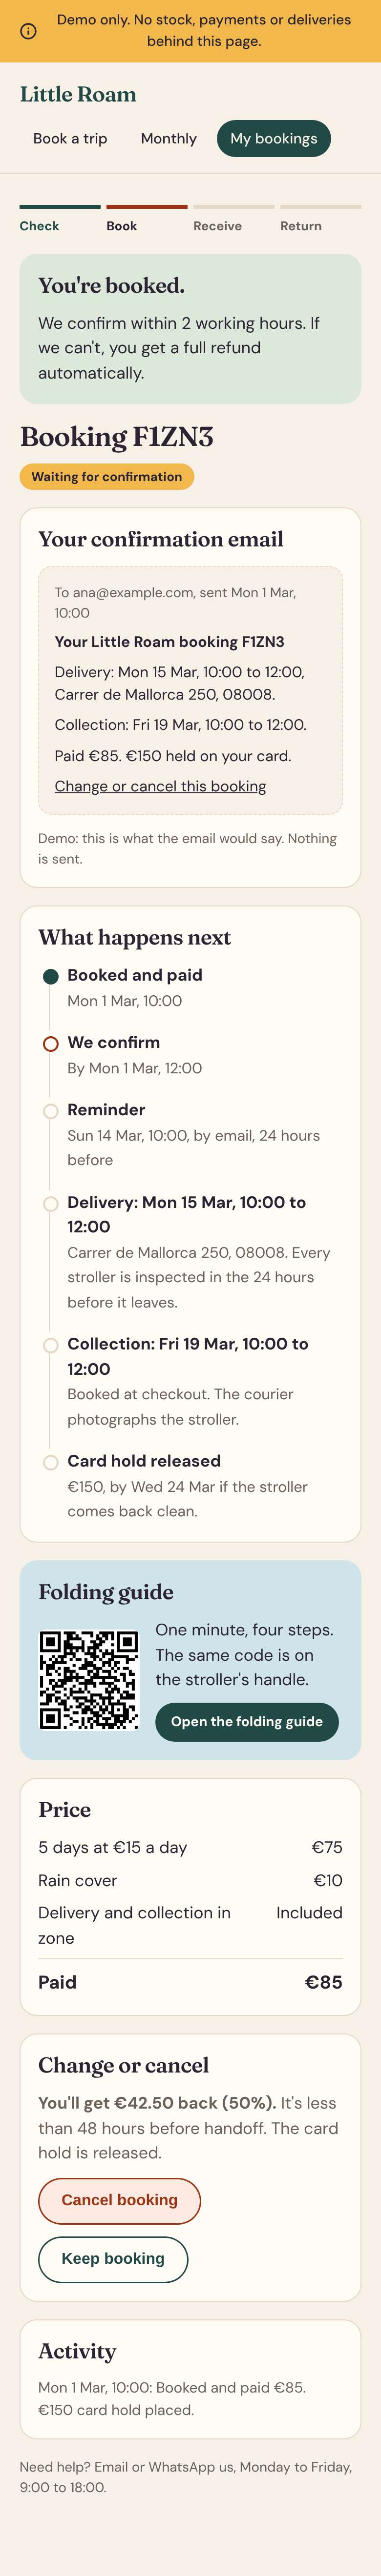 Demo only. No stock, payments or deliveries
behind this page.
Little Roam
Book a trip Monthly My bookings
Check Book Receive Return
You're booked.
We confirm within 2 working hours. If
we can't, you get a full refund
automatically.
Booking F1ZN3
Waiting for confirmation
Your confirmation email
To ana@example.com, sent Mon 1 Mar,
10:00
Your Little Roam booking F1ZN3
Delivery: Mon 15 Mar, 10:00 to 12:00,
Carrer de Mallorca 250, 08008.
Collection: Fri 19 Mar, 10:00 to 12:00.
Paid €85. €150 held on your card.
Change or cancel this booking
Demo: this is what the email would say. Nothing
is sent.
What happens next
Booked and paid
Mon 1 Mar, 10:00
We confirm
By Mon 1 Mar, 12:00
Reminder
Sun 14 Mar, 10:00, by email, 24 hours
before
Delivery: Mon 15 Mar, 10:00 to
12:00
Carrer de Mallorca 250, 08008. Every
stroller is inspected in the 24 hours
before it leaves.
Collection: Fri 19 Mar, 10:00 to
12:00
Booked at checkout. The courier
photographs the stroller.
Card hold released
€150, by Wed 24 Mar if the stroller
comes back clean.
Folding guide
One minute, four steps.
The same code is on
the stroller's handle.
Open the folding guide
Price
5 days at €15 a day €75
Rain cover €10
Delivery and collection in Included
zone
Paid €85
Change or cancel
You'll get €42.50 back (50%). It's less
than 48 hours before handoff. The card
hold is released.
Cancel booking
Keep booking
Activity
Mon 1 Mar, 10:00: Booked and paid €85.
€150 card hold placed.
Need help? Email or WhatsApp us, Monday to Friday,
9:00 to 18:00.